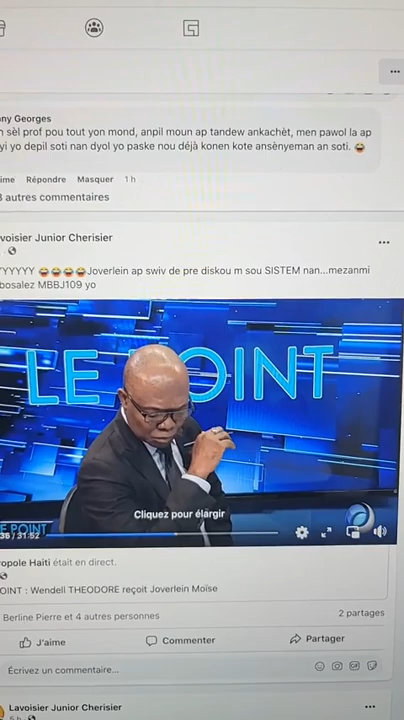 ny Georges
sèl prof pou tout yon mond, anpil moun ap tandew ankachèt, men pawol la ap
yi yo depil soti nan dyol yo paske nou déjà konen kote ansènyeman an soti. 😂
ime Répondre Masquer 1 h
autres commentaires
voisier Junior Cherisier
YYYYYY 😂😂😂😂Joverlein ap swiv de pre diskou m sou SISTEM nan...mezanmi
bosalez MBBJ109 yo
LE POINT
Cliquez pour élargir
E POINT
36 / 31:52
opole Haiti était en direct.
OINT : Wendell THEODORE reçoit Joverlein Moïse
Berline Pierre et 4 autres personnes 2 partages
J'aime Commenter Partager
Écrivez un commentaire...
Lavoisier Junior Cherisier
5 h